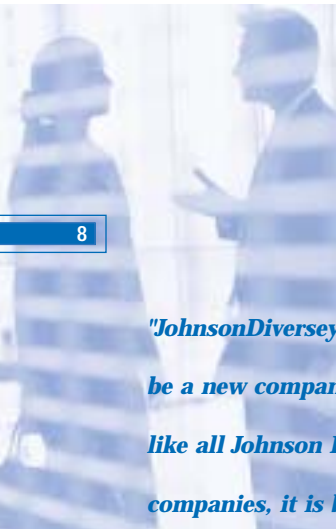 8
"JohnsonDiversey
be a new compan
like all Johnson
companies, it is